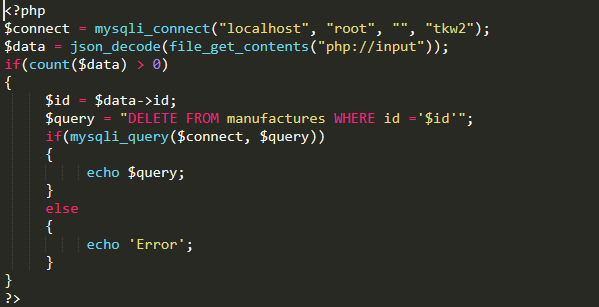 <?php
$connect = mysqli_connect("localhost", "root", "", "tkw2");
$data = json_decode(file_get_contents("php://input"));
if(count($data) > 0)
{
     $id = $data->id;
     $query = "DELETE FROM manufactures WHERE id ='$id'";
     if(mysqli_query($connect, $query))
     {
          echo $query;
     }
     else
     {
          echo 'Error';
     }
}
?>